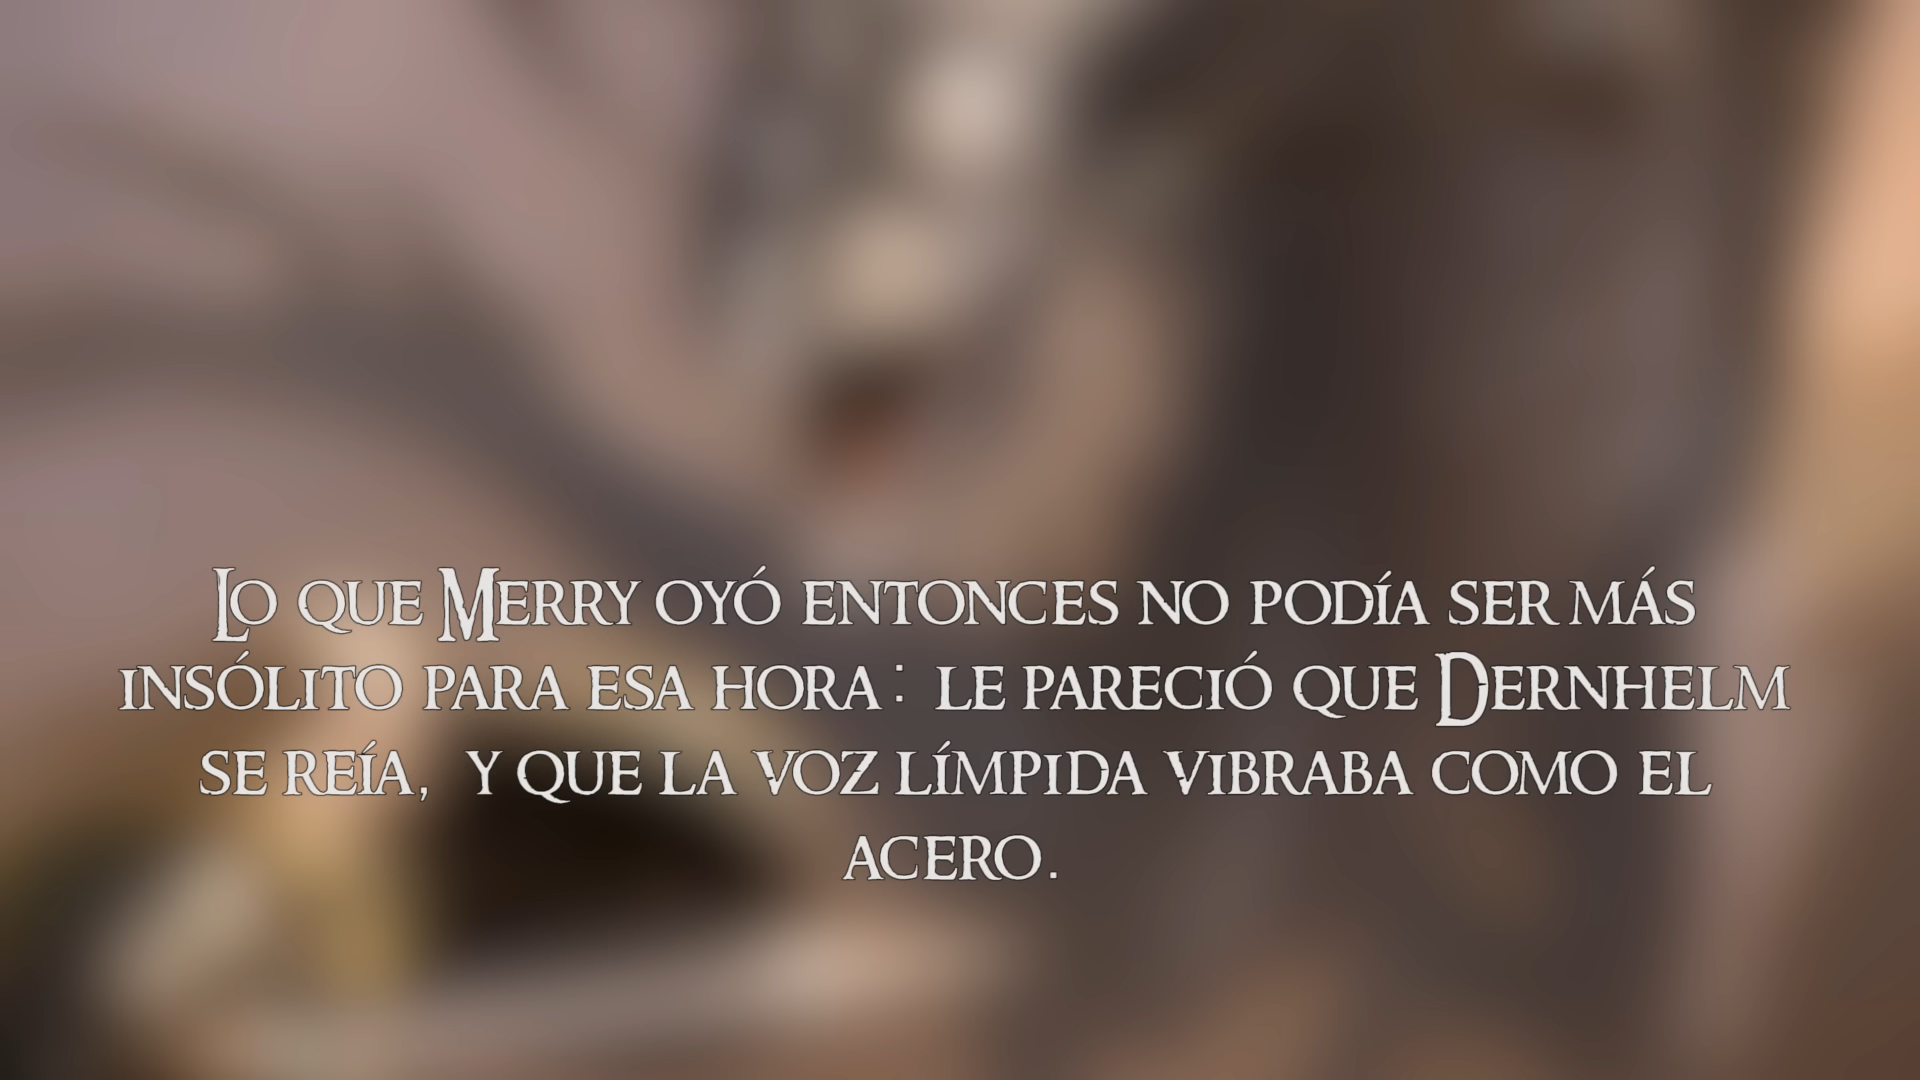 Lo que Merry oyó entonces no podía ser más
insólito para esa hora: le pareció que Dernhelm
se reía, y que la voz límpida vibraba como el
acero.